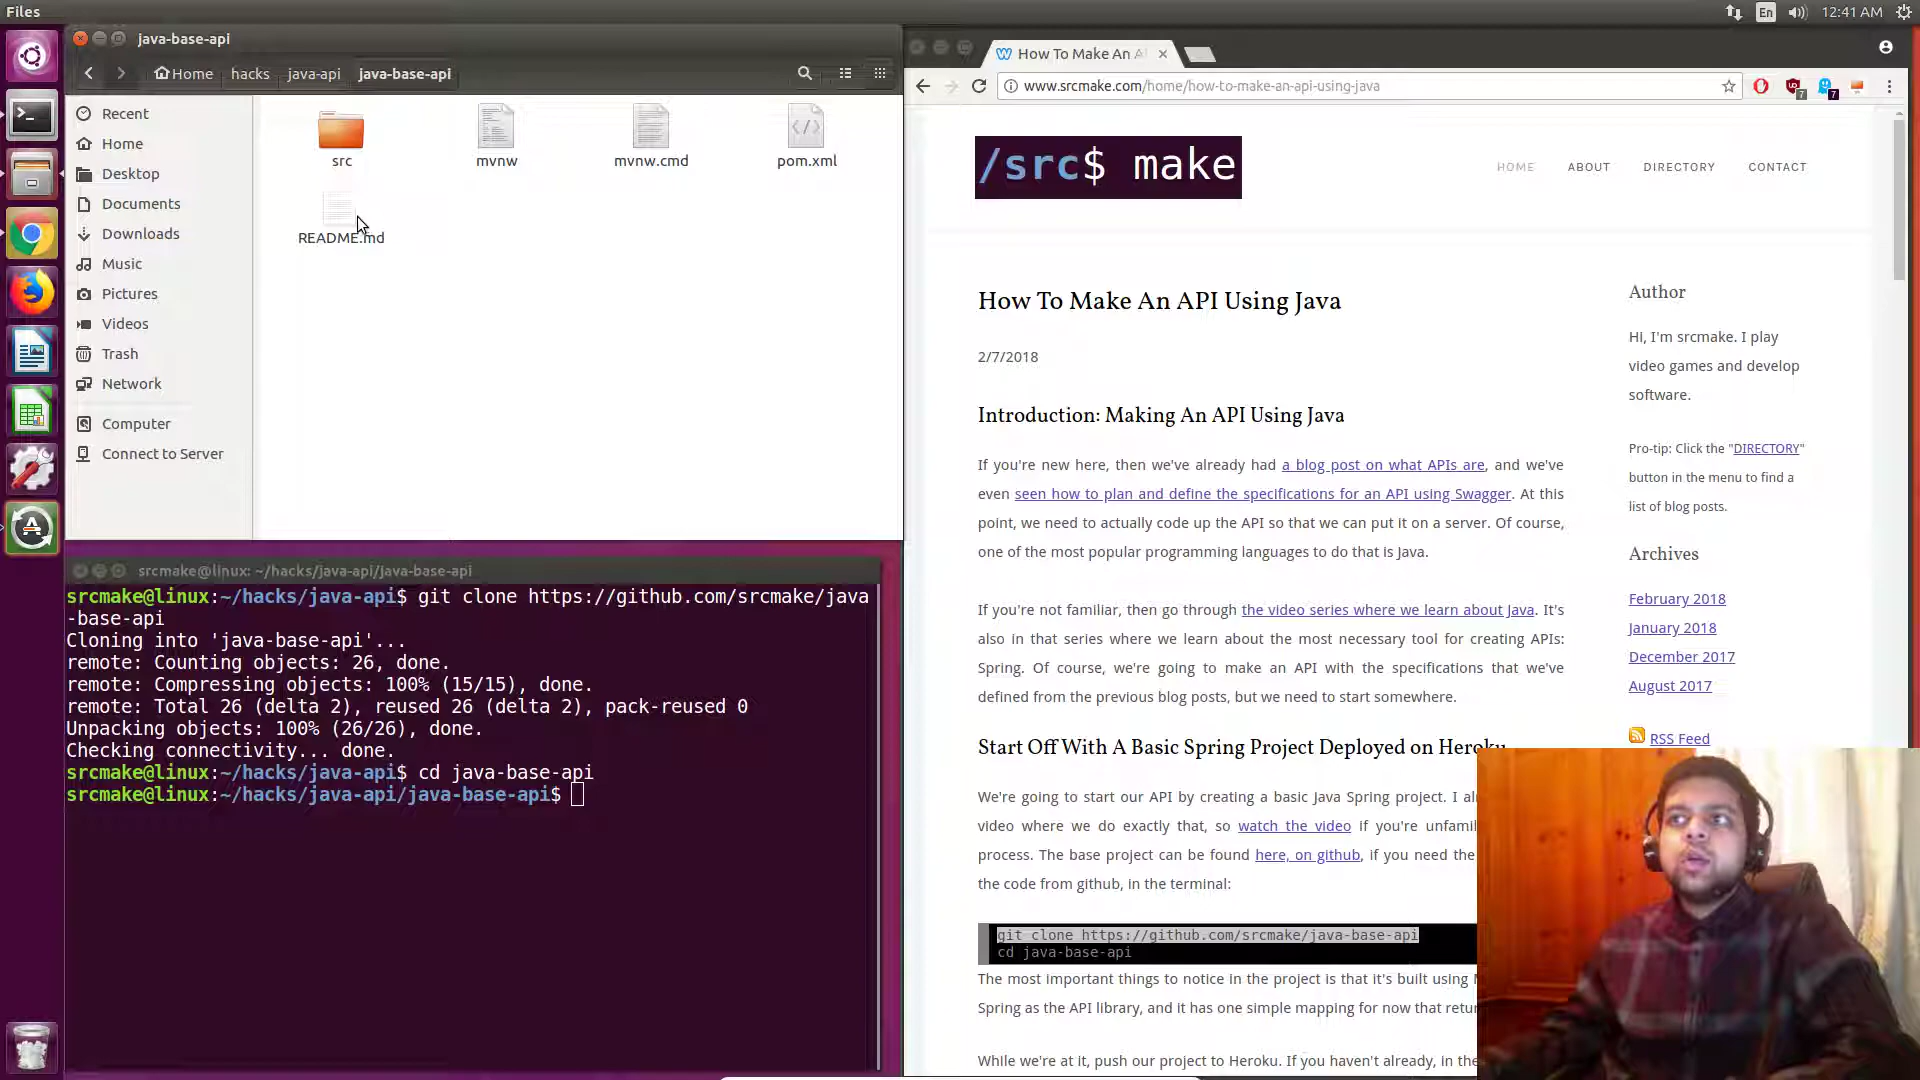 Files
En
12:41 AM
java-base-api
Home hacks java-api java-base-api
Recent
Home
Desktop
Documents
Downloads
Music
Pictures
Videos
Trash
Network
Computer
Connect to Server
src mvnw mvnw.cmd pom.xml
README.md
srcmake@linux: ~/hacks/java-api/java-base-api
srcmake@linux:~/hacks/java-api$ git clone https://github.com/srcmake/java
-base-api
Cloning into 'java-base-api'...
remote: Counting objects: 26, done.
remote: Compressing objects: 100% (15/15), done.
remote: Total 26 (delta 2), reused 26 (delta 2), pack-reused 0
Unpacking objects: 100% (26/26), done.
Checking connectivity... done.
srcmake@linux:~/hacks/java-api$ cd java-base-api
srcmake@linux:~/hacks/java-api/java-base-api$
How To Make An A
www.srcmake.com/home/how-to-make-an-api-using-java
7 7
/src$ make
HOME ABOUT DIRECTORY CONTACT
How To Make An API Using Java
2/7/2018
Introduction: Making An API Using Java
If you're new here, then we've already had a blog post on what APIs are, and we've
even seen how to plan and define the specifications for an API using Swagger. At this
point, we need to actually code up the API so that we can put it on a server. Of course,
one of the most popular programming languages to do that is Java.
If you're not familiar, then go through the video series where we learn about Java. It's
also in that series where we learn about the most necessary tool for creating APIs:
Spring. Of course, we're going to make an API with the specifications that we've
defined from the previous blog posts, but we need to start somewhere.
Start Off With A Basic Spring Project Deployed on Heroku
We're going to start our API by creating a basic Java Spring project. I al
video where we do exactly that, so watch the video if you're unfami
process. The base project can be found here, on github, if you need the
the code from github, in the terminal:
git clone https://github.com/srcmake/java-base-api
cd java-base-api
The most important things to notice in the project is that it's built using M
Spring as the API library, and it has one simple mapping for now that retur
While we're at it, push our project to Heroku. If you haven't already, in the
Author
Hi, I'm srcmake. I play
video games and develop
software.
Pro-tip: Click the "DIRECTORY"
button in the menu to find a
list of blog posts.
Archives
February 2018
January 2018
December 2017
August 2017
RSS Feed